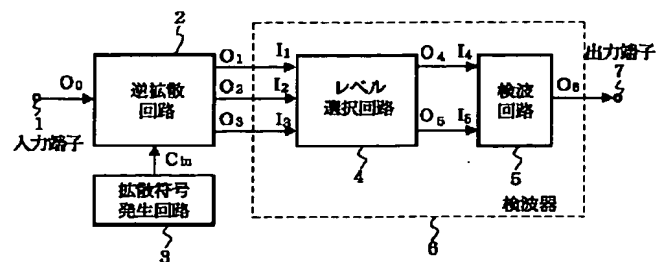 2
O₀
1
入力端子
逆拡散
回路
O₁ I₁
O₂ I₂
O₃ I₃
Cin
拡散符号
発生回路
3
レベル
選択回路
4
O₄ I₄
O₅ I₅
検波
回路
5
O₆
出力端子
7
検波器
6